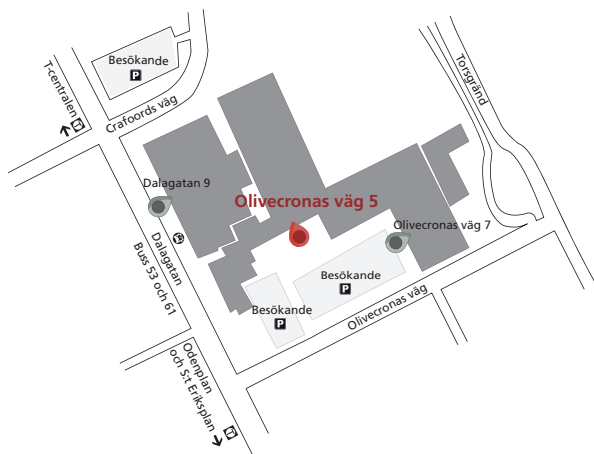 Besökande
P
T-centralen
T
Crafoords väg
Torsgränd
Dalagatan 9
Olivecronas väg 5
Olivecronas väg 7
Dalagatan
Buss 53 och 61
Besökande
P
Besökande
P
Olivecronas väg
Odenplan
och S:t Eriksplan
T